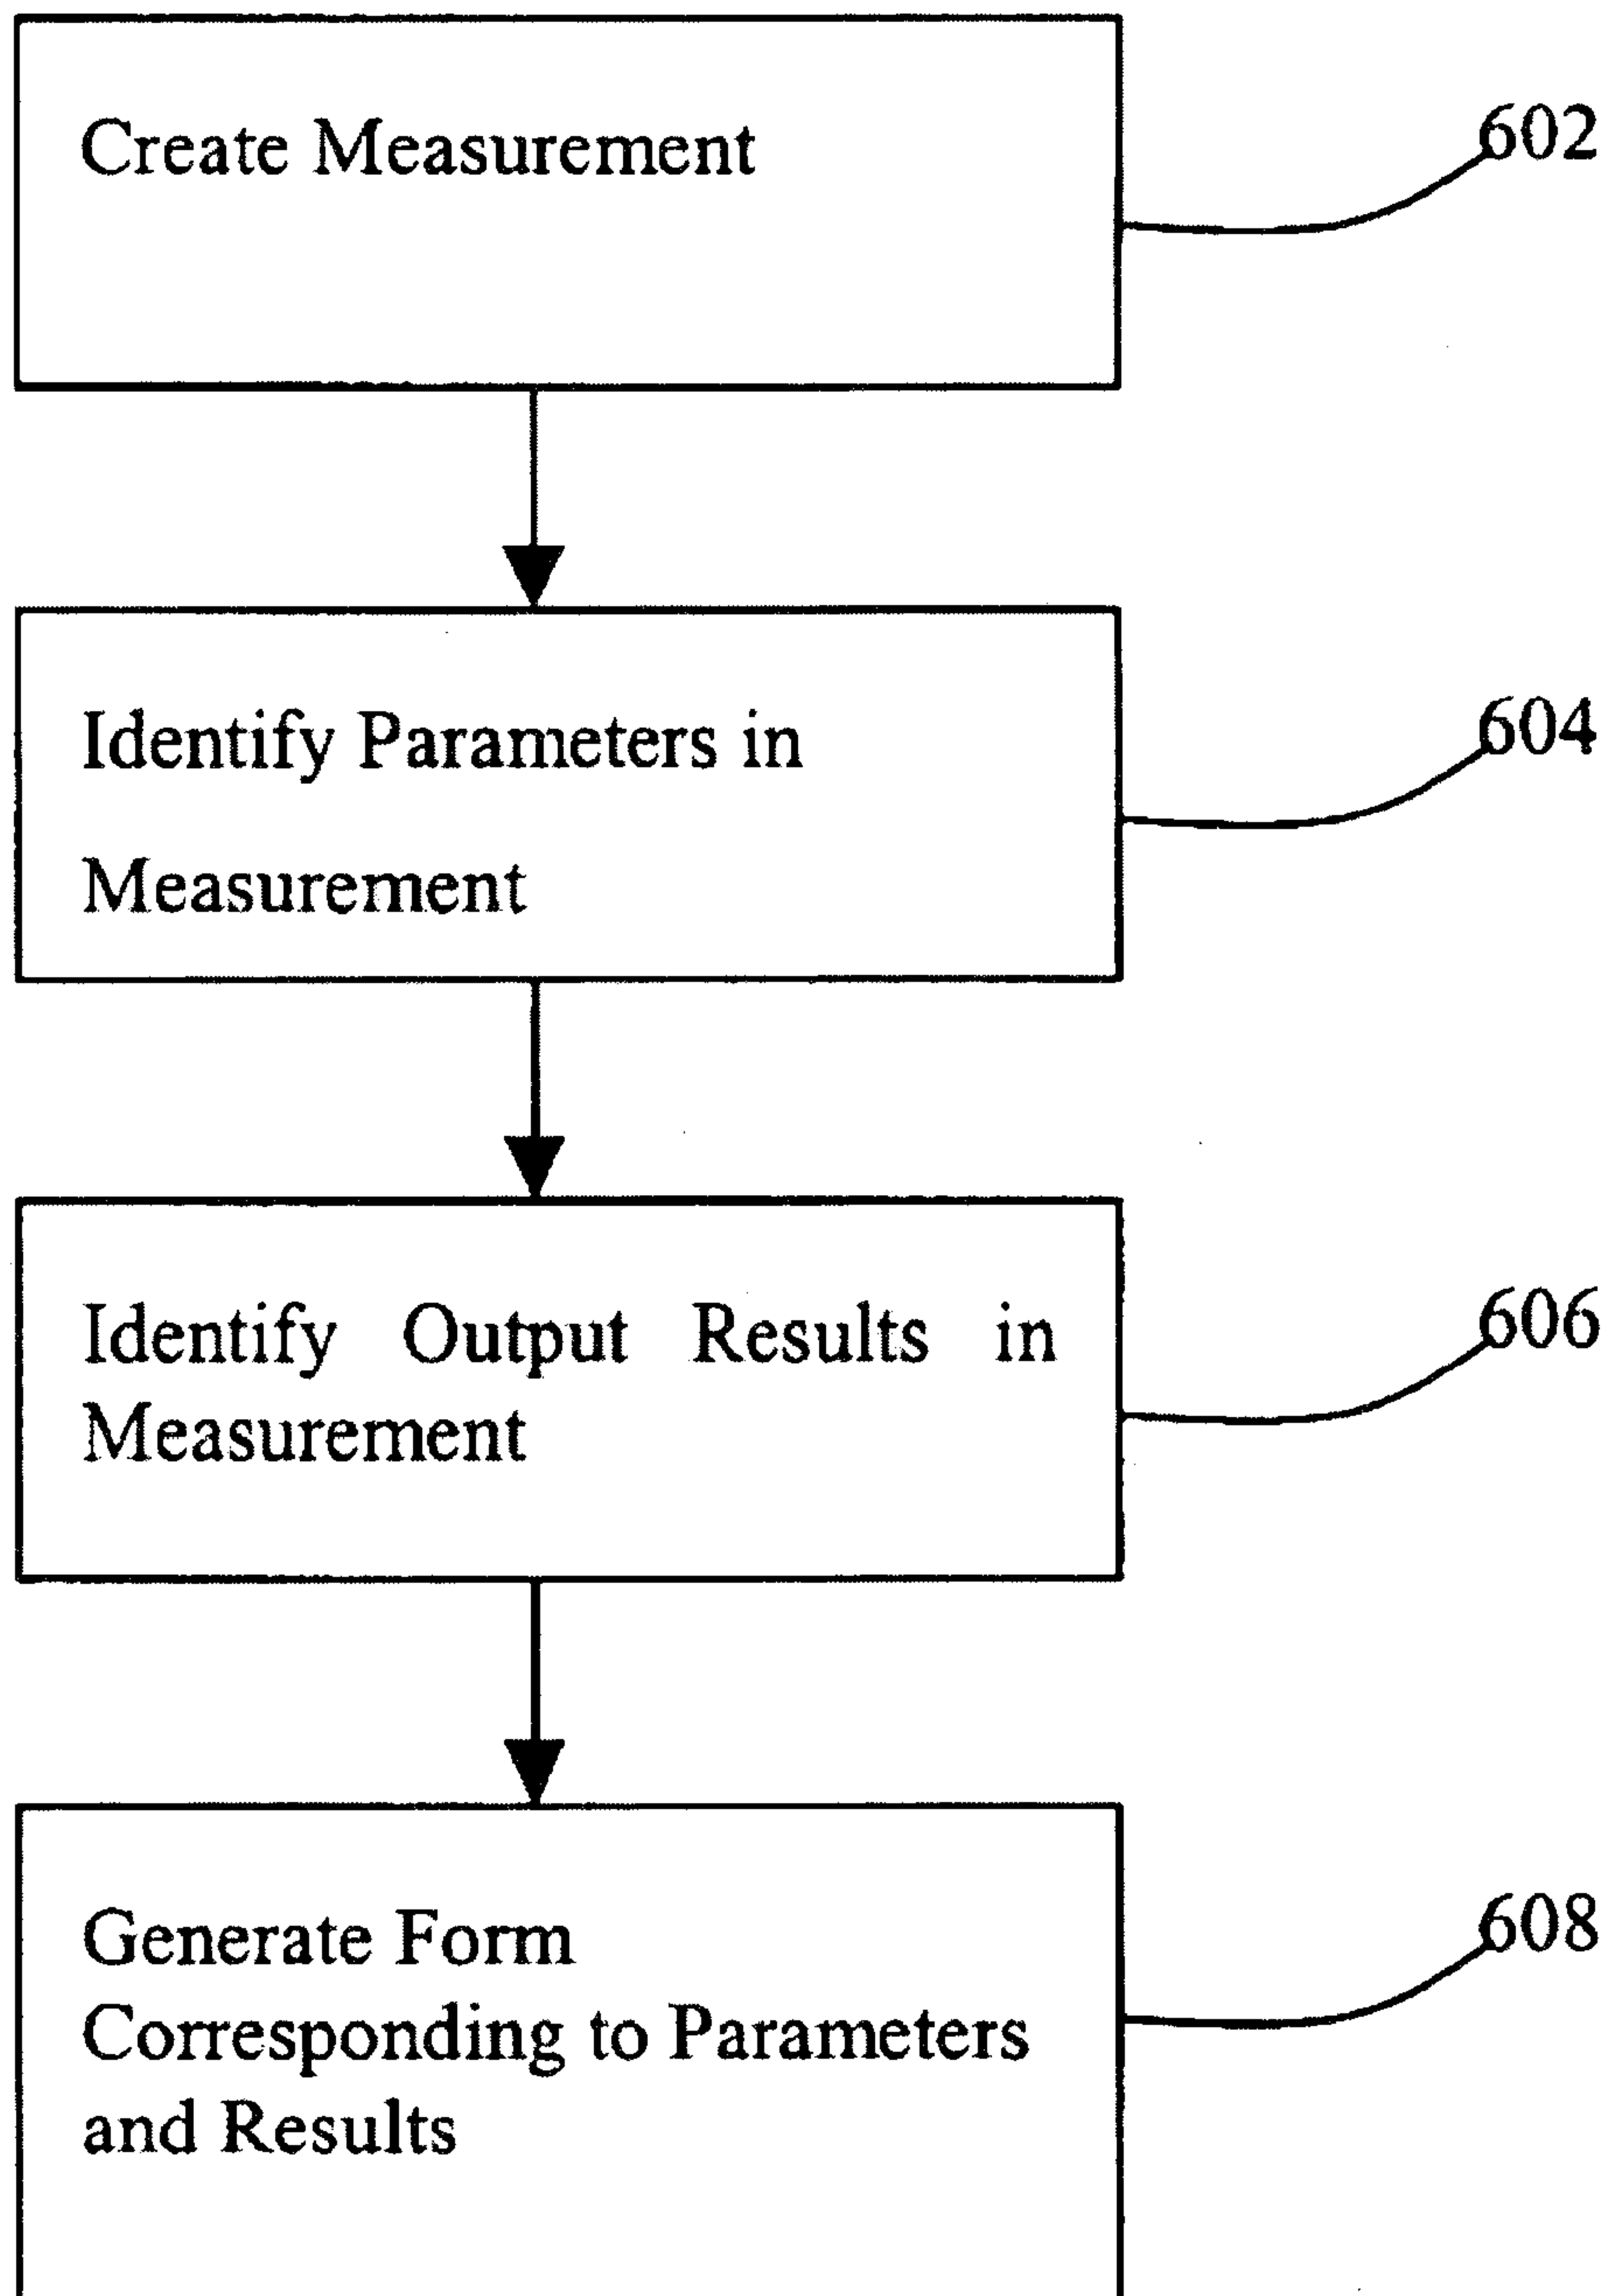 Create Measurement
602
Identify Parameters in
Measurement
604
Identify Output Results in
Measurement
606
Generate Form
Corresponding to Parameters
and Results
608